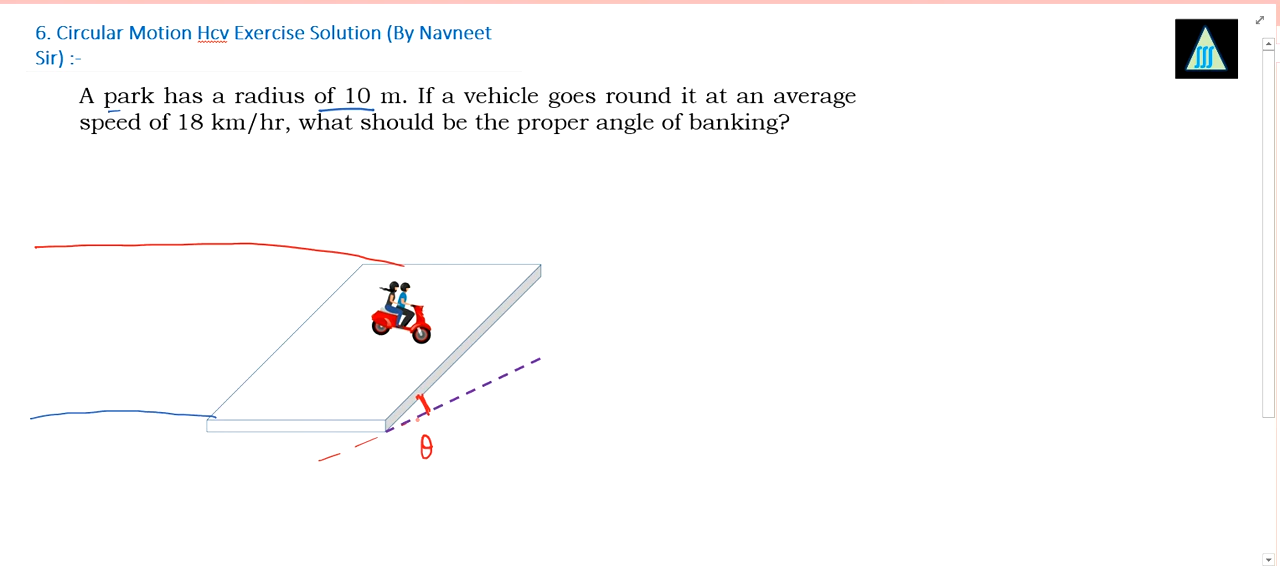 6. Circular Motion Hcv Exercise Solution (By Navneet
Sir) :-
A park has a radius of 10 m. If a vehicle goes round it at an average
speed of 18 km/hr, what should be the proper angle of banking?
θ